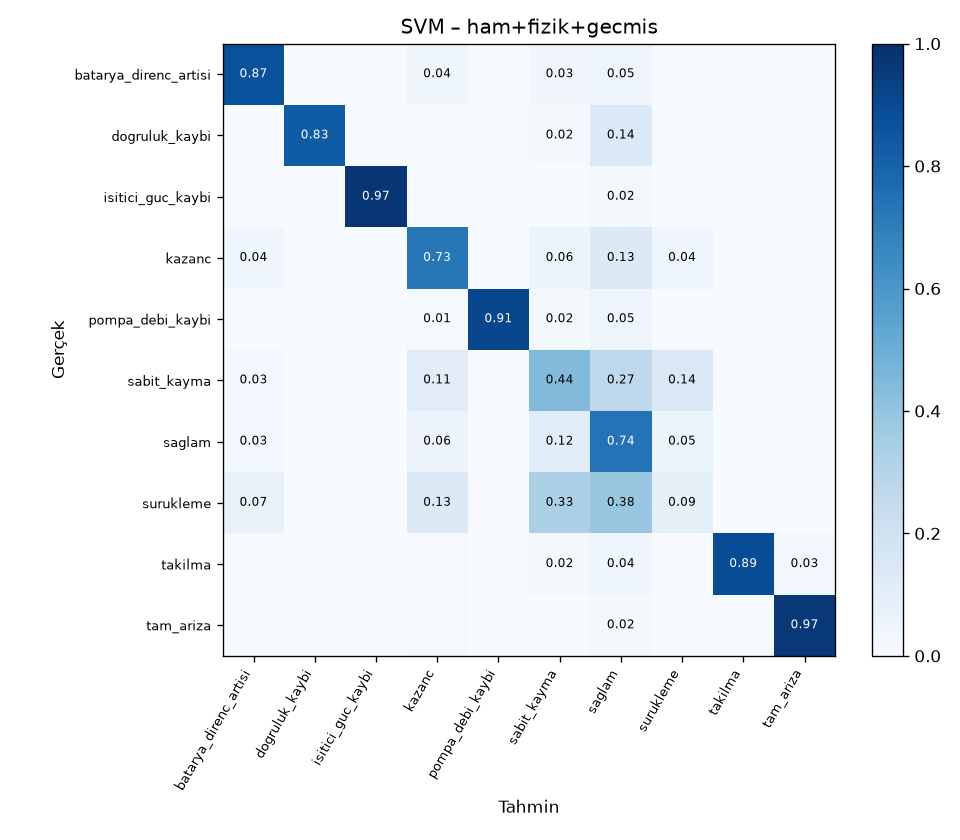 SVM – ham+fizik+gecmis
batarya_direnc_artisi 0.87 0.04 0.03 0.05
dogruluk_kaybi 0.83 0.02 0.14
isitici_guc_kaybi 0.97 0.02
kazanc 0.04 0.73 0.06 0.13 0.04
pompa_debi_kaybi 0.01 0.91 0.02 0.05
sabit_kayma 0.03 0.11 0.44 0.27 0.14
saglam 0.03 0.06 0.12 0.74 0.05
surukleme 0.07 0.13 0.33 0.38 0.09
takilma 0.02 0.04 0.89 0.03
tam_ariza 0.02 0.97
Gerçek
batarya_direnc_artisi
dogruluk_kaybi
isitici_guc_kaybi
kazanc
pompa_debi_kaybi
sabit_kayma
saglam
surukleme
takilma
tam_ariza
Tahmin
1.0
0.8
0.6
0.4
0.2
0.0